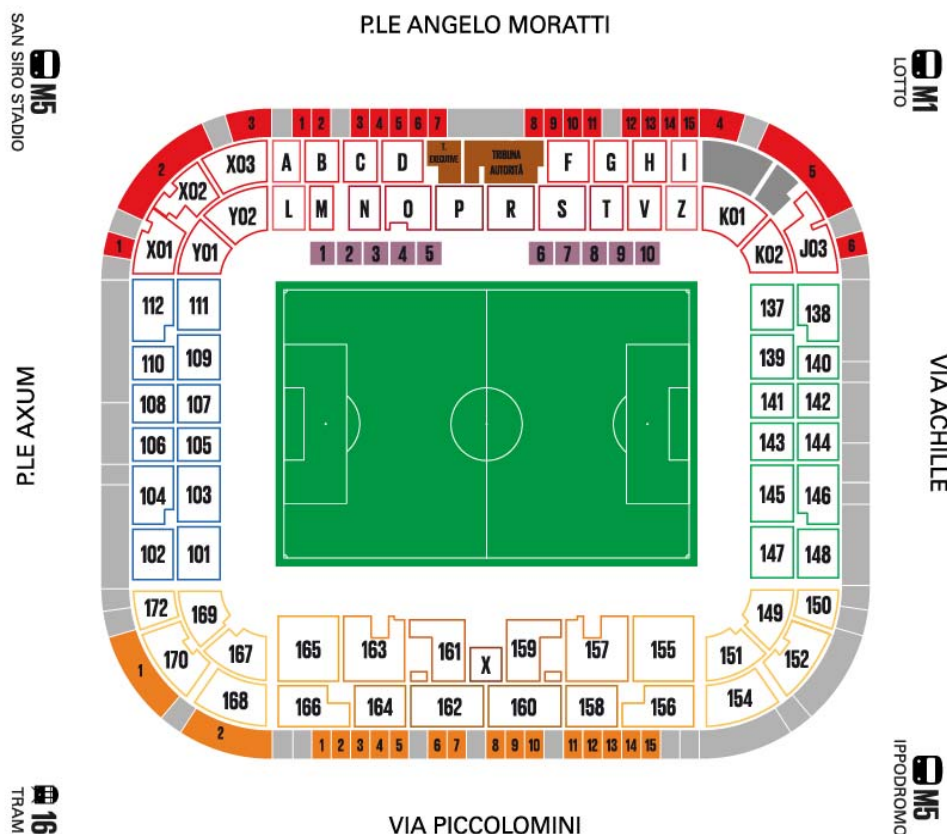 P.LE ANGELO MORATTI
M5
SAN SIRO STADIO
M1
LOTTO
3 1 2 3 4 5 6 7 8 9 10 11 12 13 14 15 4
2 5
1 6
X03 A B C D T. EXECUTIVE TRIBUNA AUTORITÀ F G H I
X02
Y02 L M N O P R S T V Z K01
X01 Y01 K02 J03
1 2 3 4 5 6 7 8 9 10
112 111 137 138
110 109 139 140
108 107 141 142
106 105 143 144
104 103 145 146
102 101 147 148
P.LE AXUM
VIA ACHILLE
172 169 149 150
1 170 167 165 163 161 X 159 157 155 151 152
2 168 166 164 162 160 158 156 154
1 2 3 4 5 6 7 8 9 10 11 12 13 14 15
16
TRAM
M5
IPPODROMO
VIA PICCOLOMINI